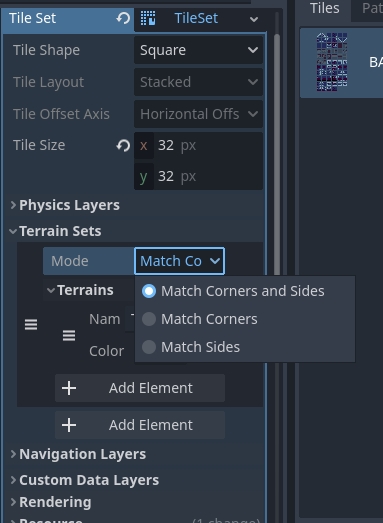 Tile Set TileSet Tiles Pat
Tile Shape Square
BA
Tile Layout Stacked
Tile Offset Axis Horizontal Offs
Tile Size x 32 px
y 32 px
Physics Layers
Terrain Sets
Mode Match Co
Terrains Match Corners and Sides
Nam Match Corners
Color Match Sides
Add Element
Add Element
Navigation Layers
Custom Data Layers
Rendering
Resource (1 change)